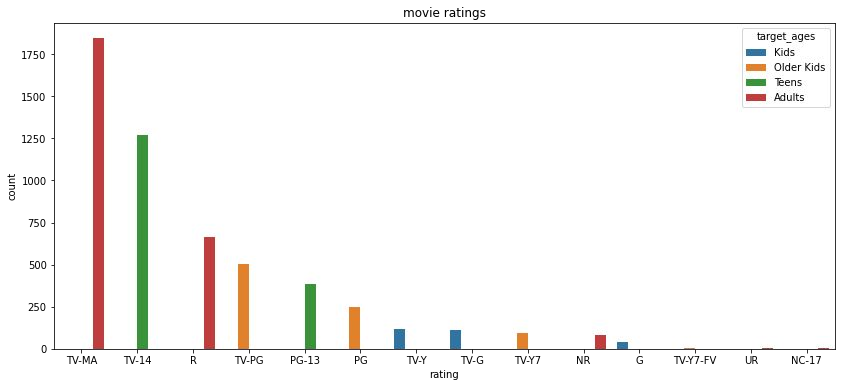 movie ratings
target_ages
Kids
Older Kids
Teens
Adults
count
1750
1500
1250
1000
750
500
250
0
TV-MA TV-14 R TV-PG PG-13 PG TV-Y TV-G TV-Y7 NR G TV-Y7-FV UR NC-17
rating